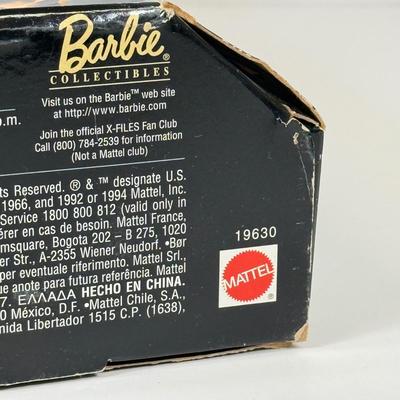 Barbie®
COLLECTIBLES
Visit us on the Barbie™ web site
at http://www.barbie.com
p.m.
Join the official X-FILES Fan Club
Call (800) 784-2539 for information
(Not a Mattel club)
ts Reserved. ® & ™ designate U.S.
1966, and 1992 or 1994 Mattel, Inc.
Service 1800 800 812 (valid only in
érer en cas de besoin. Mattel France,
msquare, Bogota 202 – B 275, 1020
er Str., A-2355 Wiener Neudorf. •Bør
per eventuale riferimento. Mattel Srl.,
que anote para futura referência. Mattel
7. ΕΛΛΑΔΑ HECHO EN CHINA.
0 México, D.F. •Mattel Chile, S.A.,
nida Libertador 1515 C.P. (1638),
19630
MATTEL